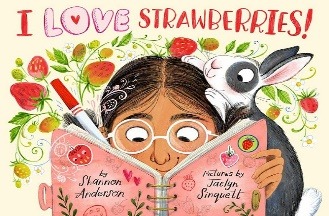 I LOVE STRAWBERRIES!
by
Shannon
Anderson
Pictures by
Jaclyn
Sinquett